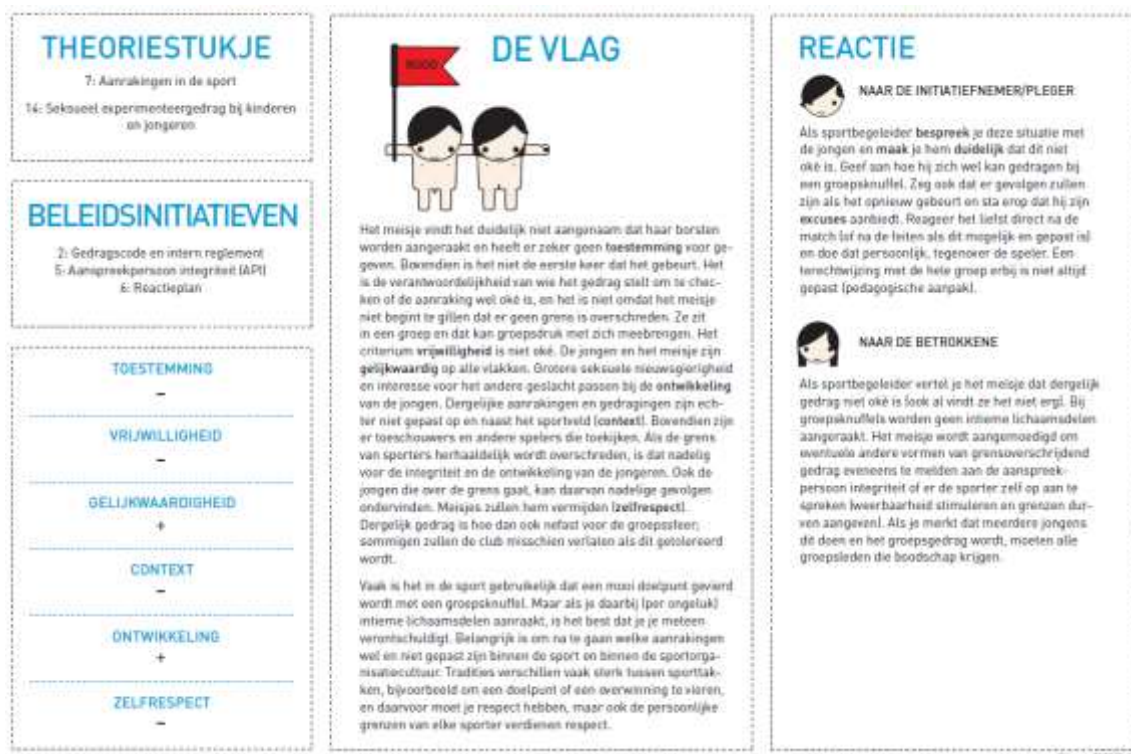 THEORIESTUKJE
7: Aanrakingen in de sport
14: Seksueel experimenteergedrag bij kinderen
en jongeren
BELEIDSINITIATIEVEN
2: Gedragscode en intern reglement
5: Aanspreekpersoon integriteit (API)
6: Reactieplan
TOESTEMMING
–
VRIJWILLIGHEID
–
GELIJKWAARDIGHEID
+
CONTEXT
–
ONTWIKKELING
+
ZELFRESPECT
–
DE VLAG
ROOD
Het meisje vindt het duidelijk niet aangenaam dat haar borsten
worden aangeraakt en heeft er zeker geen toestemming voor ge-
geven. Bovendien is het niet de eerste keer dat het gebeurt. Het
is de verantwoordelijkheid van wie het gedrag stelt om te chec-
ken of de aanraking wel oké is, en het is niet omdat het meisje
niet begint te gillen dat er geen grens is overschreden. Ze zit
in een groep en dat kan groepsdruk met zich meebrengen. Het
criterium vrijwilligheid is niet oké. De jongen en het meisje zijn
gelijkwaardig op alle vlakken. Grotere seksuele nieuwsgierigheid
en interesse voor het andere geslacht passen bij de ontwikkeling
van de jongen. Dergelijke aanrakingen en gedragingen zijn ech-
ter niet gepast op en naast het sportveld (context). Bovendien zijn
er toeschouwers en andere spelers die toekijken. Als de grens
van sporters herhaaldelijk wordt overschreden, is dat nadelig
voor de integriteit en de ontwikkeling van de jongeren. Ook de
jongen die over de grens gaat, kan daarvan nadelige gevolgen
ondervinden. Meisjes zullen hem vermijden (zelfrespect).
Dergelijk gedrag is hoe dan ook nefast voor de groepssfeer;
sommigen zullen de club misschien verlaten als dit getolereerd
wordt.
Vaak is het in de sport gebruikelijk dat een mooi doelpunt gevierd
wordt met een groepsknuffel. Maar als je daarbij (per ongeluk)
intieme lichaamsdelen aanraakt, is het best dat je je meteen
verontschuldigt. Belangrijk is om na te gaan welke aanrakingen
wel en niet gepast zijn binnen de sport en binnen de sportorga-
nisatiecultuur. Tradities verschillen vaak sterk tussen sporttak-
ken, bijvoorbeeld om een doelpunt of een overwinning te vieren,
en daarvoor moet je respect hebben, maar ook de persoonlijke
grenzen van elke sporter verdienen respect.
REACTIE
NAAR DE INITIATIEFNEMER/PLEGER
Als sportbegeleider bespreek je deze situatie met
de jongen en maak je hem duidelijk dat dit niet
oké is. Geef aan hoe hij zich wel kan gedragen bij
een groepsknuffel. Zeg ook dat er gevolgen zullen
zijn als het opnieuw gebeurt en sta erop dat hij zijn
excuses aanbiedt. Reageer het liefst direct na de
match (of na de feiten als dit mogelijk en gepast is)
en doe dat persoonlijk, tegenover de speler. Een
terechtwijzing met de hele groep erbij is niet altijd
gepast (pedagogische aanpak).
NAAR DE BETROKKENE
Als sportbegeleider vertel je het meisje dat dergelijk
gedrag niet oké is (ook al vindt ze het niet erg). Bij
groepsknuffels worden geen intieme lichaamsdelen
aangeraakt. Het meisje wordt aangemoedigd om
eventuele andere vormen van grensoverschrijdend
gedrag eveneens te melden aan de aanspreek-
persoon integriteit of er de sporter zelf op aan te
spreken (weerbaarheid stimuleren en grenzen dur-
ven aangeven). Als je merkt dat meerdere jongens
dit doen en het groepsgedrag wordt, moeten alle
groepsleden die boodschap krijgen.